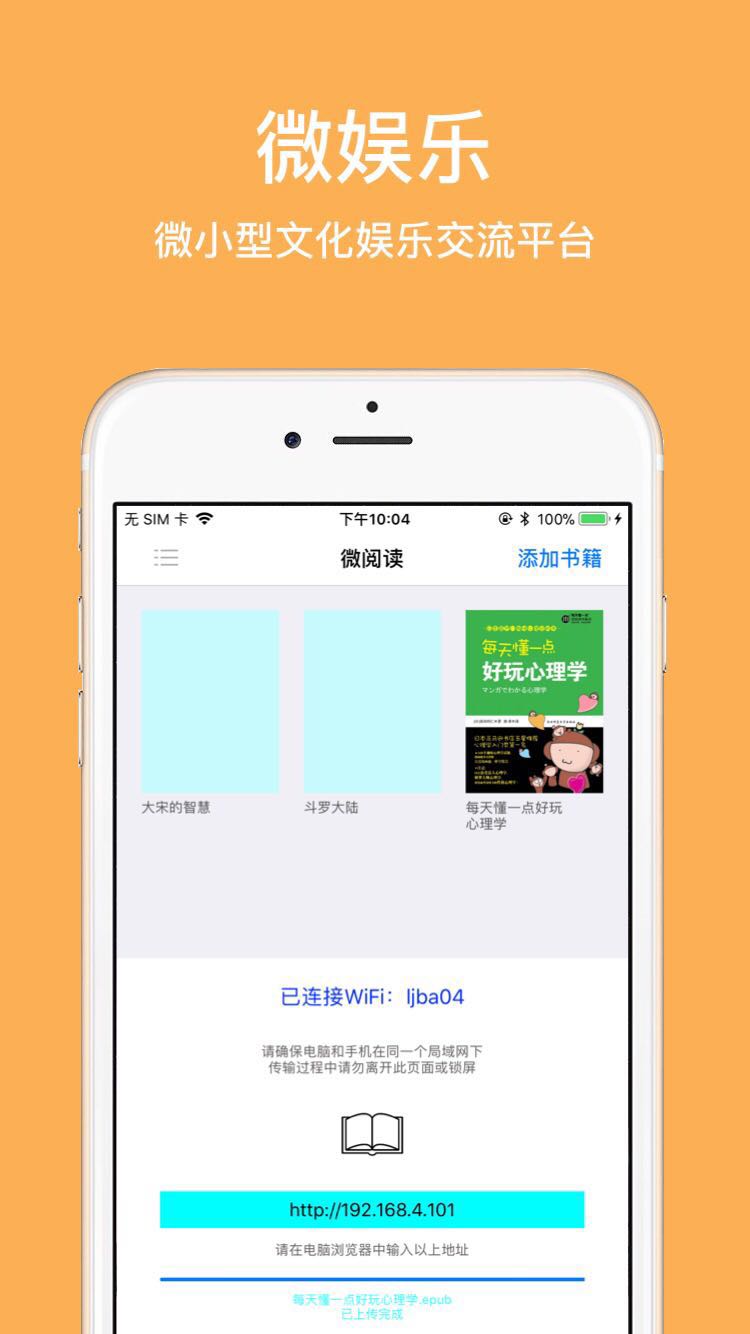 微娱乐
微小型文化娱乐交流平台
无 SIM 卡
下午10:04
100%
微阅读
添加书籍
每天懂一点
好玩心理学
マンガでわかる心理学
大宋的智慧
斗罗大陆
每天懂一点好玩
心理学
已连接WiFi：ljba04
请确保电脑和手机在同一个局域网下
传输过程中请勿离开此页面或锁屏
http://192.168.4.101
请在电脑浏览器中输入以上地址
每天懂一点好玩心理学.epub
已上传完成